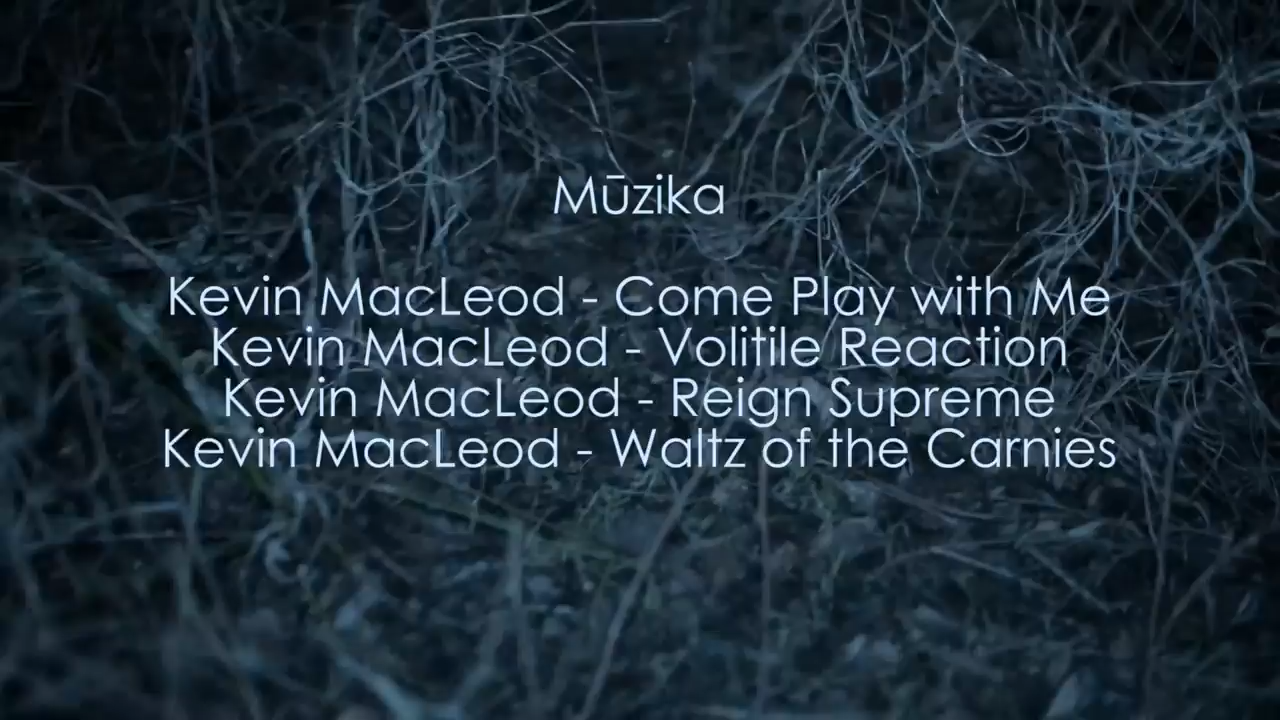 Mūzika
Kevin MacLeod - Come Play with Me
Kevin MacLeod - Volitile Reaction
Kevin MacLeod - Reign Supreme
Kevin MacLeod - Waltz of the Carnies